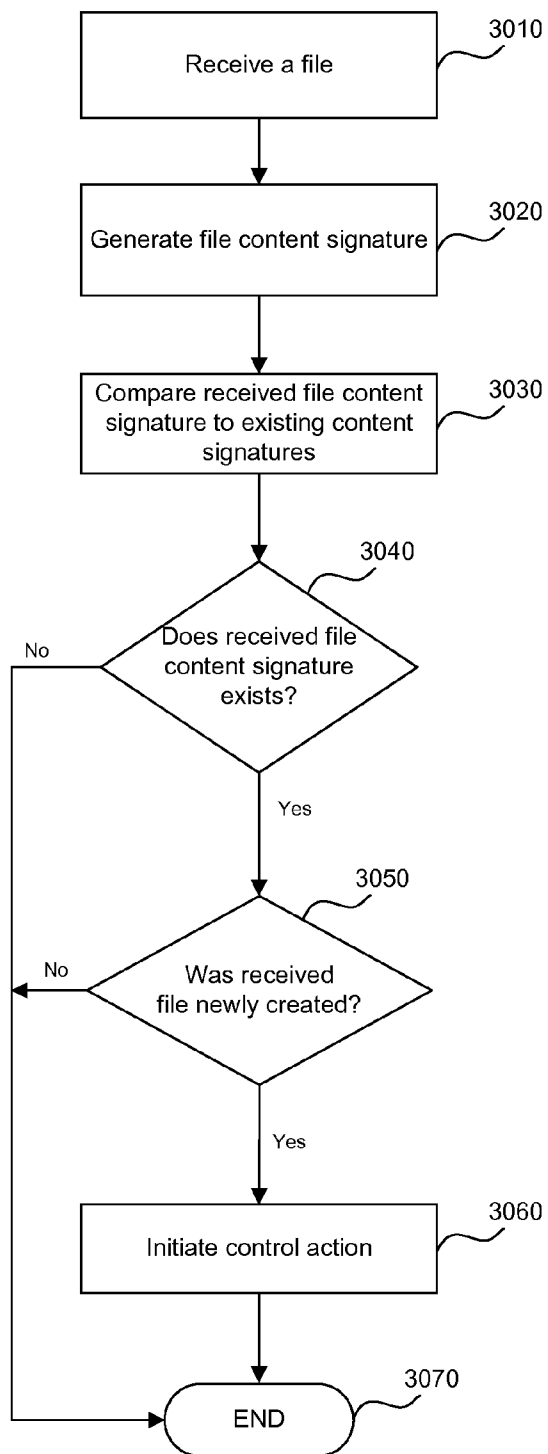 3010
Receive a file
3020
Generate file content signature
3030
Compare received file content
signature to existing content
signatures
3040
No
Does received file
content signature
exists?
Yes
3050
No
Was received
file newly created?
Yes
3060
Initiate control action
3070
END